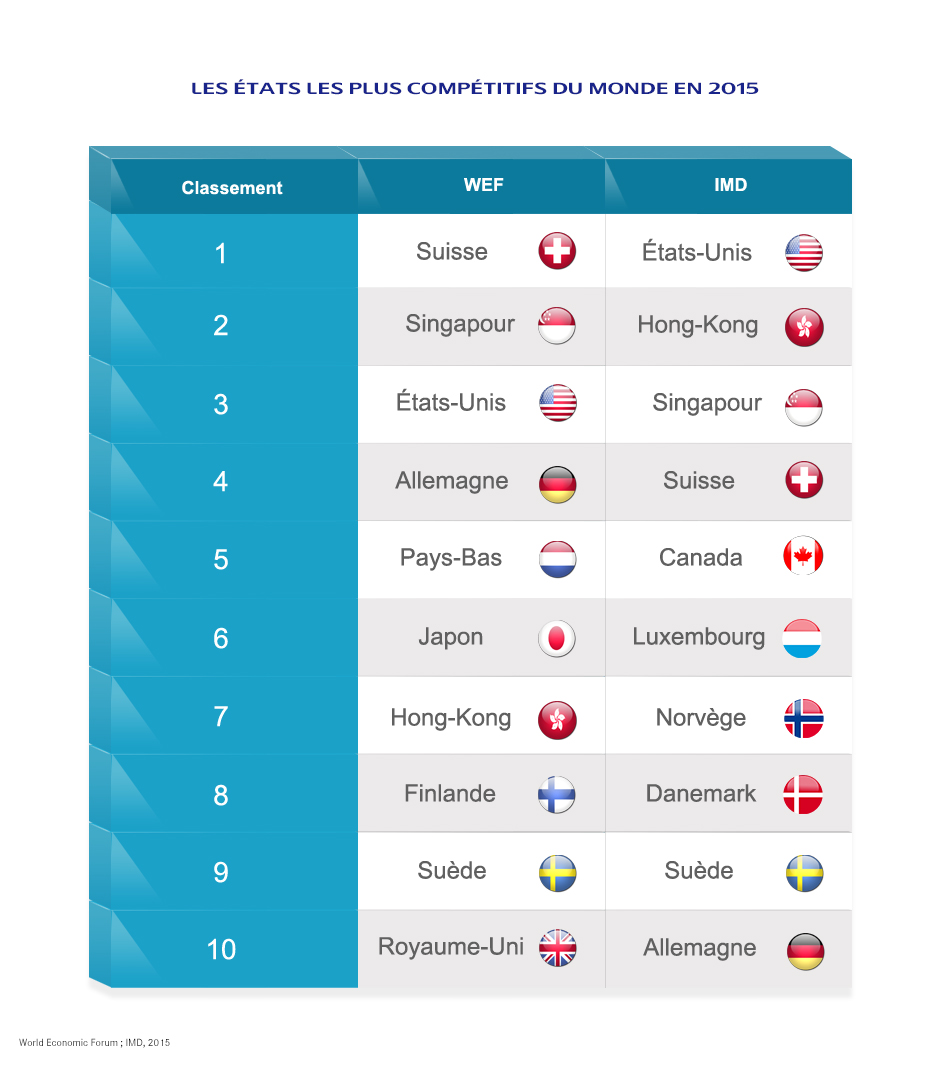 LES ÉTATS LES PLUS COMPÉTITIFS DU MONDE EN 2015
Classement WEF IMD
1 Suisse États-Unis
2 Singapour Hong-Kong
3 États-Unis Singapour
4 Allemagne Suisse
5 Pays-Bas Canada
6 Japon Luxembourg
7 Hong-Kong Norvège
8 Finlande Danemark
9 Suède Suède
10 Royaume-Uni Allemagne
World Economic Forum ; IMD, 2015